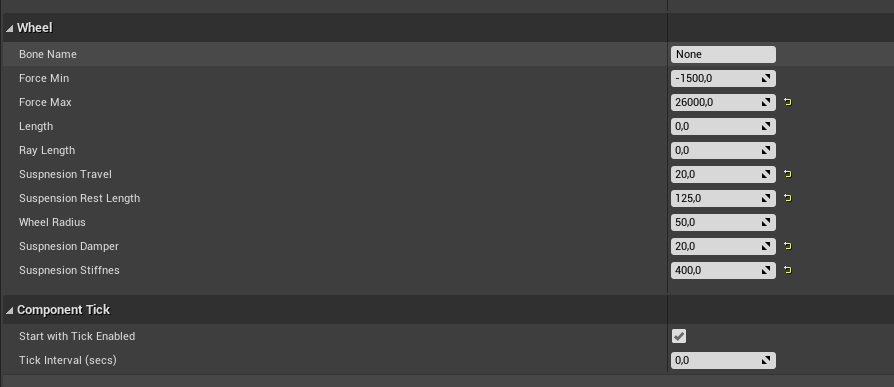 Wheel
Bone Name None
Force Min -1500,0
Force Max 26000,0
Length 0,0
Ray Length 0,0
Suspnesion Travel 20,0
Suspension Rest Length 125,0
Wheel Radius 50,0
Suspnesion Damper 20,0
Suspnesion Stiffnes 400,0
Component Tick
Start with Tick Enabled
Tick Interval (secs) 0,0